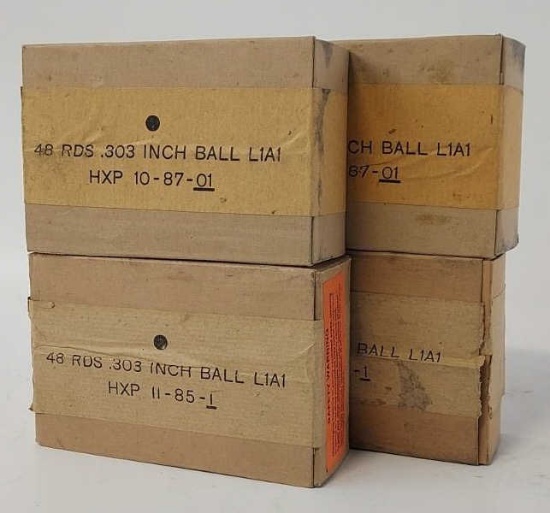 48 RDS .303 INCH BALL L1A1
HXP 10-87-01
CH BALL L1A1
87-01
48 RDS .303 INCH BALL L1A1
HXP 11-85-1
BALL L1A1
-1